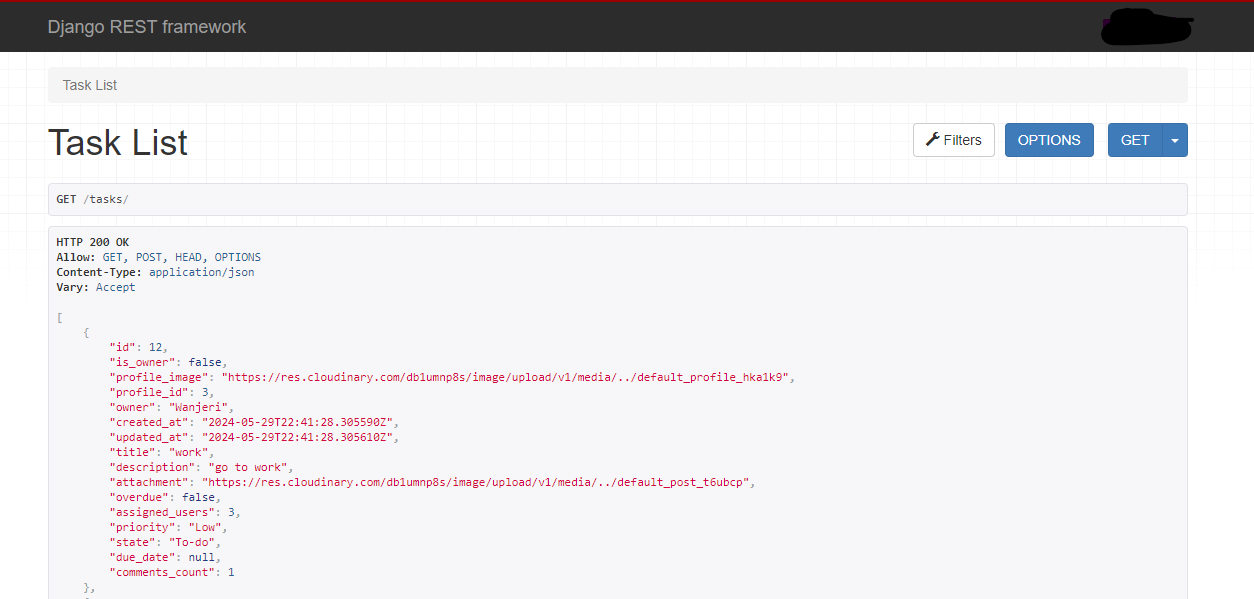 Django REST framework
Task List
Task List
Filters
OPTIONS
GET
GET /tasks/
HTTP 200 OK
Allow: GET, POST, HEAD, OPTIONS
Content-Type: application/json
Vary: Accept
[
{
"id": 12,
"is_owner": false,
"profile_image": "https://res.cloudinary.com/db1umnp8s/image/upload/v1/media/../default_profile_hka1k9",
"profile_id": 3,
"owner": "Wanjeri",
"created_at": "2024-05-29T22:41:28.305590Z",
"updated_at": "2024-05-29T22:41:28.305610Z",
"title": "work",
"description": "go to work",
"attachment": "https://res.cloudinary.com/db1umnp8s/image/upload/v1/media/../default_post_t6ubcp",
"overdue": false,
"assigned_users": 3,
"priority": "Low",
"state": "To-do",
"due_date": null,
"comments_count": 1
},